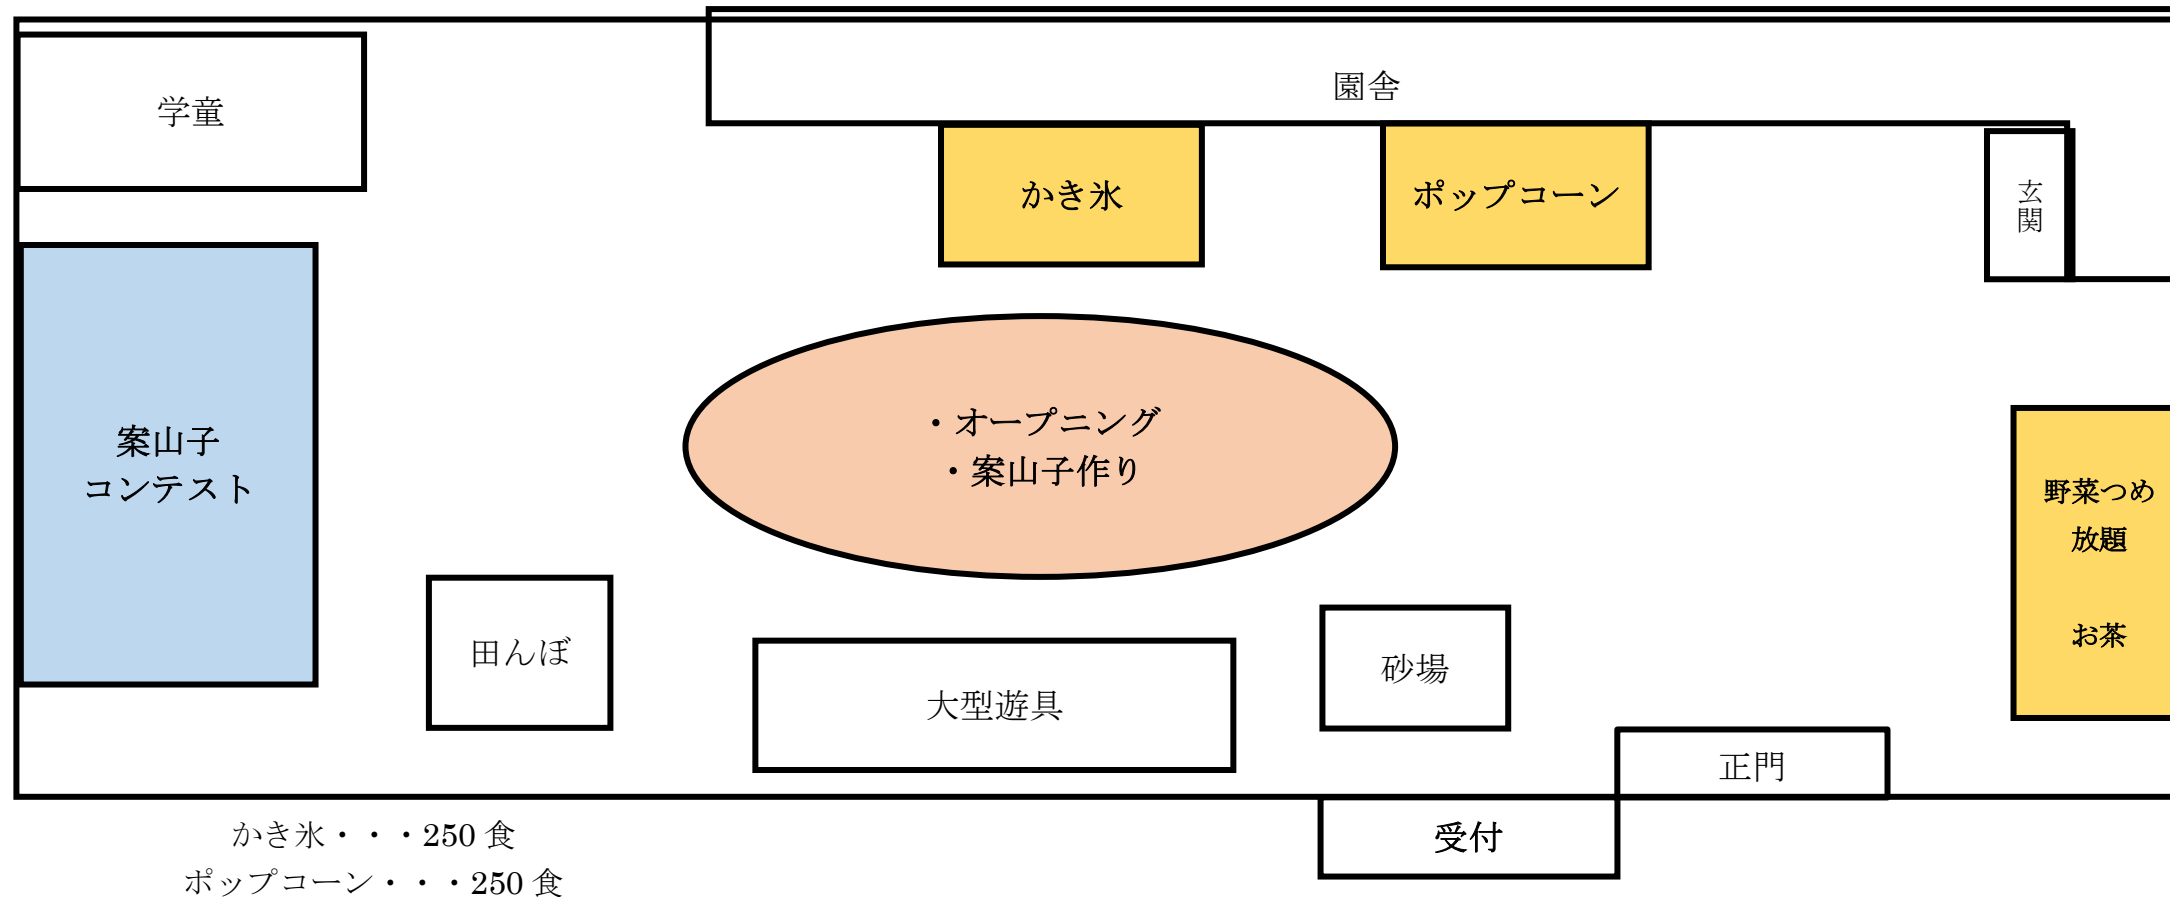 園舎
学童
かき氷
ポップコーン
玄関
・オープニング
・案山子作り
案山子
コンテスト
野菜つめ
放題
お茶
田んぼ
大型遊具
砂場
正門
受付
かき氷・・・250 食
ポップコーン・・・250 食